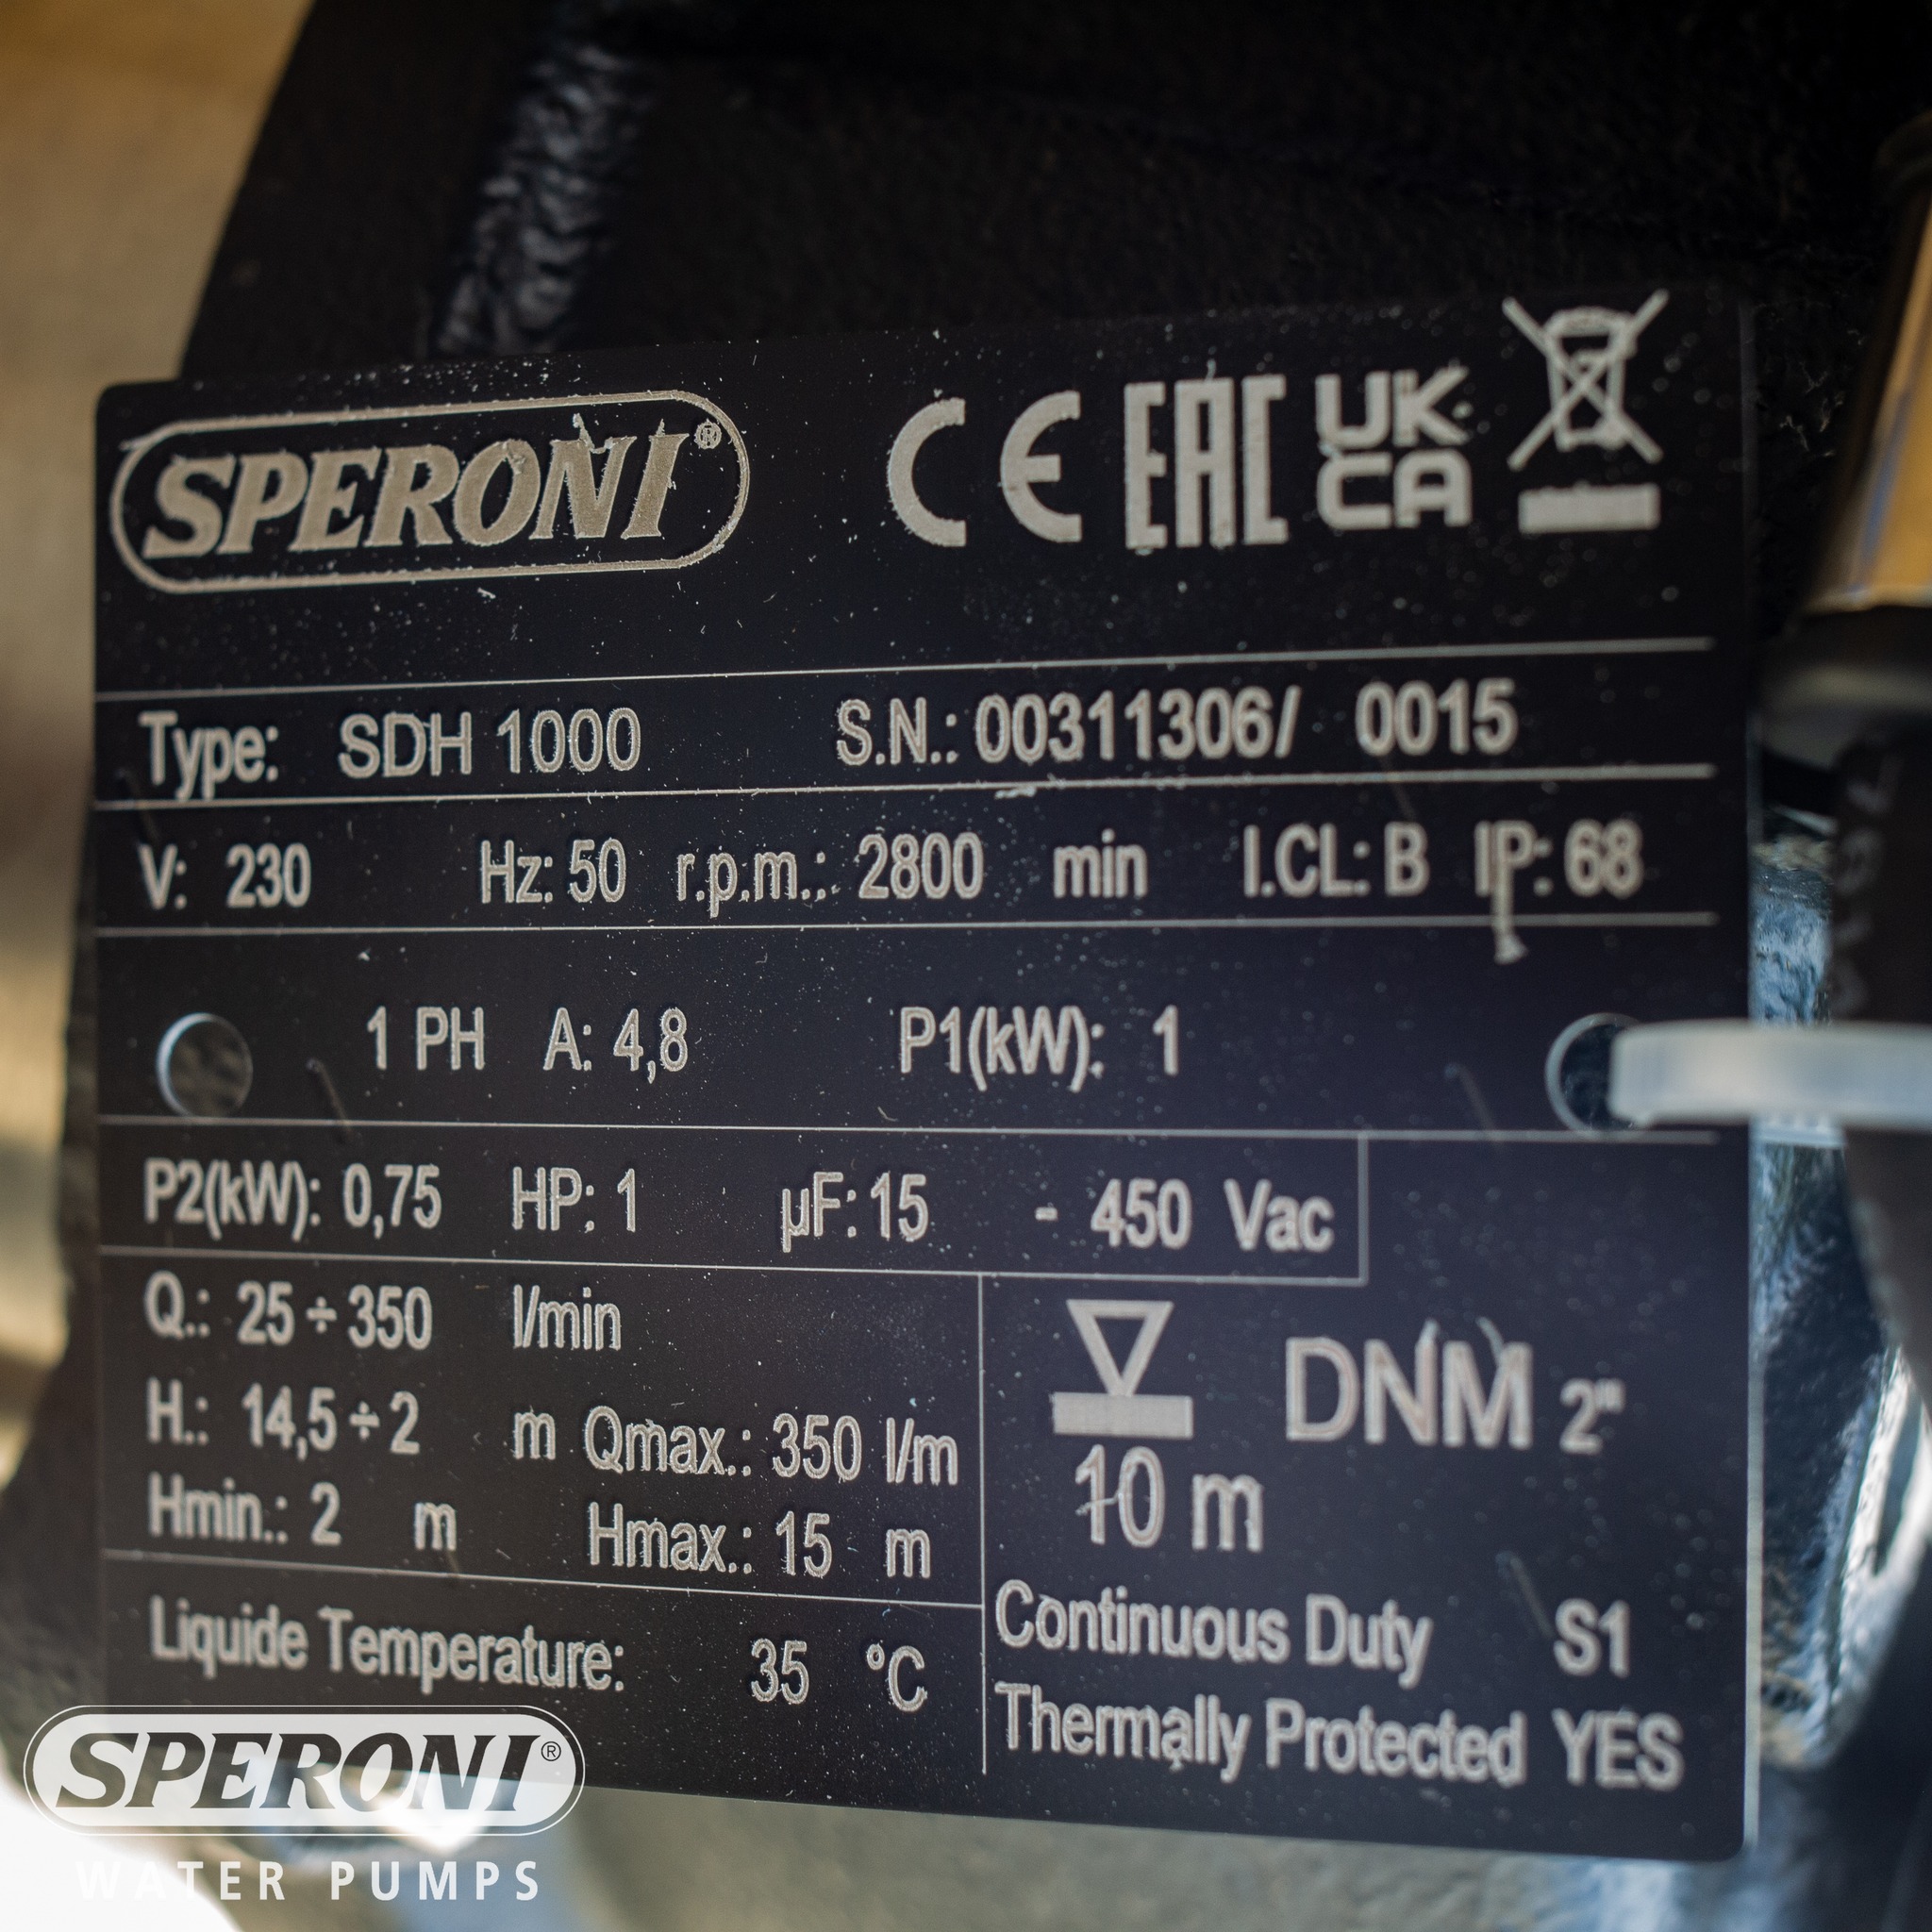 SPERONI® CE EAC UK CA
Type: SDH 1000 S.N.: 00311306/ 0015
V: 230 Hz: 50 r.p.m.: 2800 min I.CL: B IP: 68
1 PH A: 4,8 P1(kW): 1
P2(kW): 0,75 HP: 1 µF: 15 - 450 Vac
Q.: 25 ÷ 350 l/min
H.: 14,5 ÷ 2 m Qmax.: 350 l/m
Hmin.: 2 m Hmax.: 15 m
Liquide Temperature: 35 °C
DNM 2"
10 m
Continuous Duty S1
Thermally Protected YES
SPERONI®
WATER PUMPS